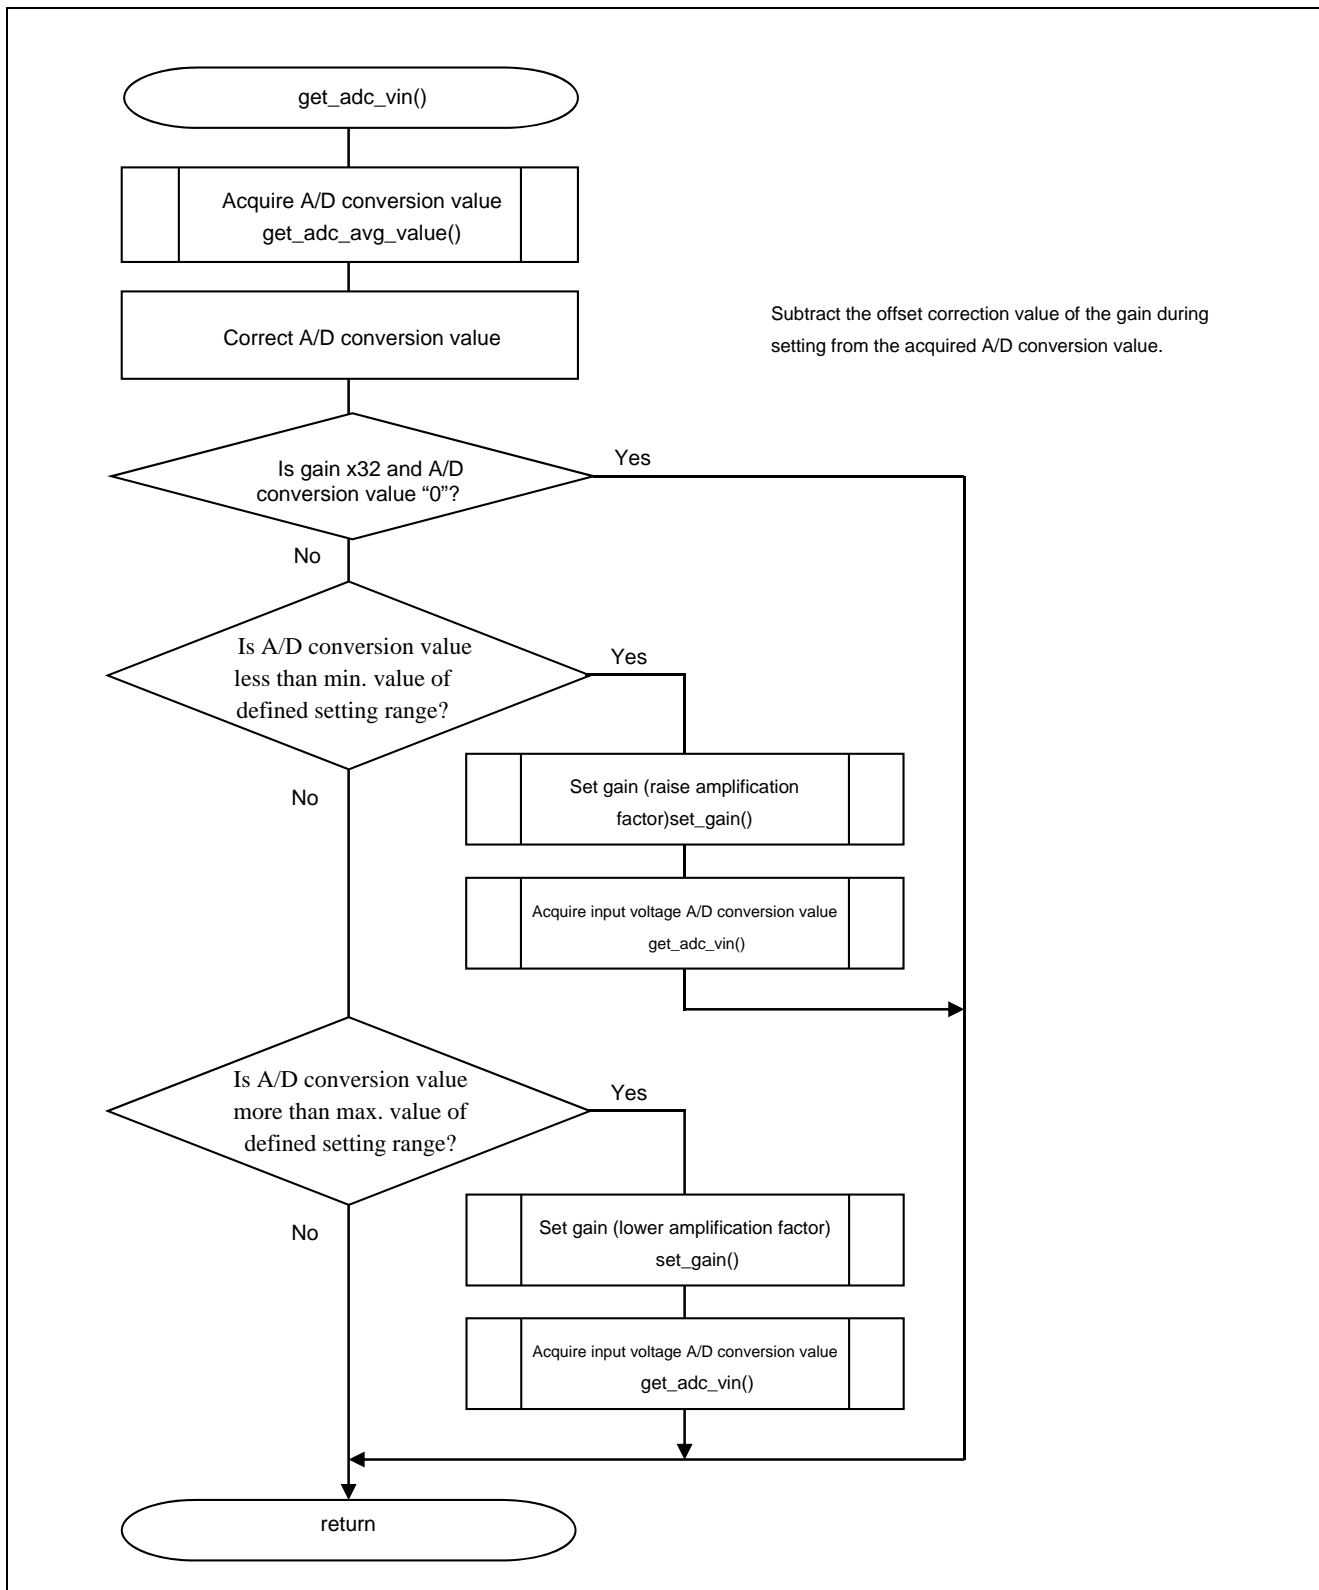 get_adc_vin()
Acquire A/D conversion value
get_adc_avg_value()
Correct A/D conversion value
Subtract the offset correction value of the gain during
setting from the acquired A/D conversion value.
Is gain x32 and A/D
conversion value “0”?
Yes
No
Is A/D conversion value
less than min. value of
defined setting range?
Yes
No
Set gain (raise amplification
factor)set_gain()
Acquire input voltage A/D conversion value
get_adc_vin()
Is A/D conversion value
more than max. value of
defined setting range?
Yes
No
Set gain (lower amplification factor)
set_gain()
Acquire input voltage A/D conversion value
get_adc_vin()
return